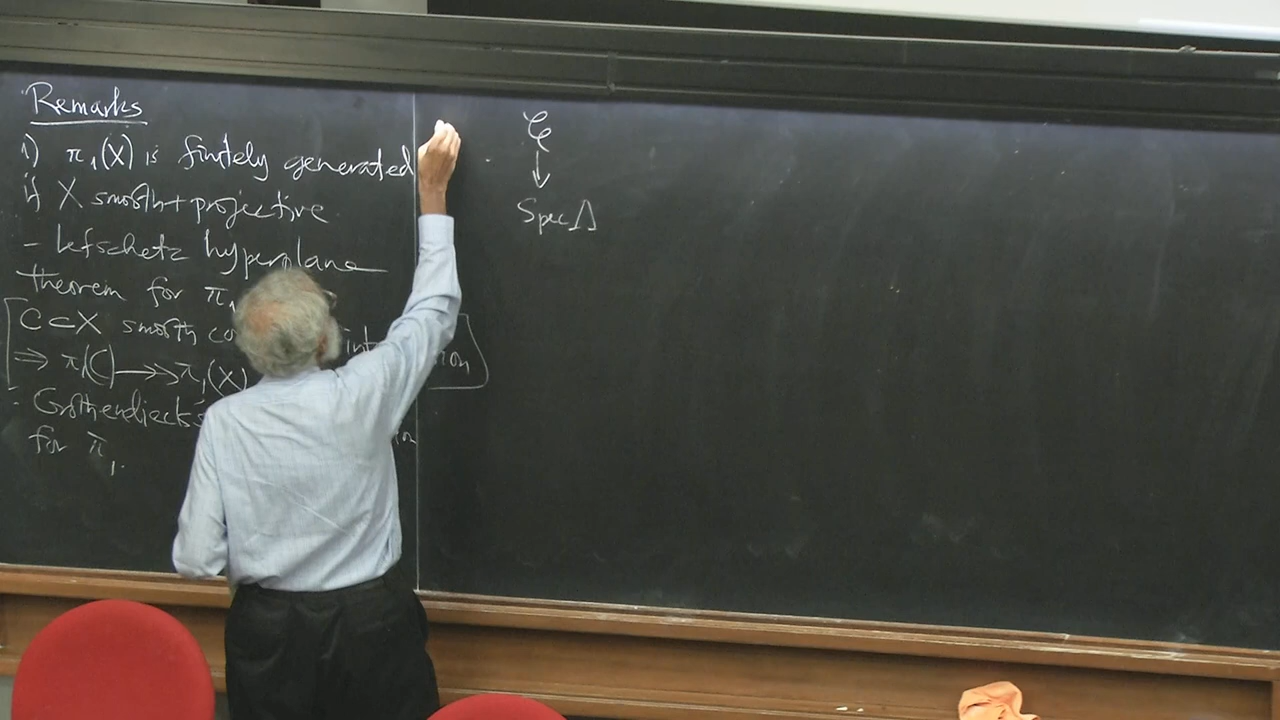 Remarks
1) π₁(X) is finitely generated
if X smooth + projective
- Lefschetz hyperplane
theorem for π₁
C ⊂ X smooth
⇒ π₁(C) ↠ π₁(X)
- Grothendieck's
for π₁.
𝒞
↓
Spec Λ